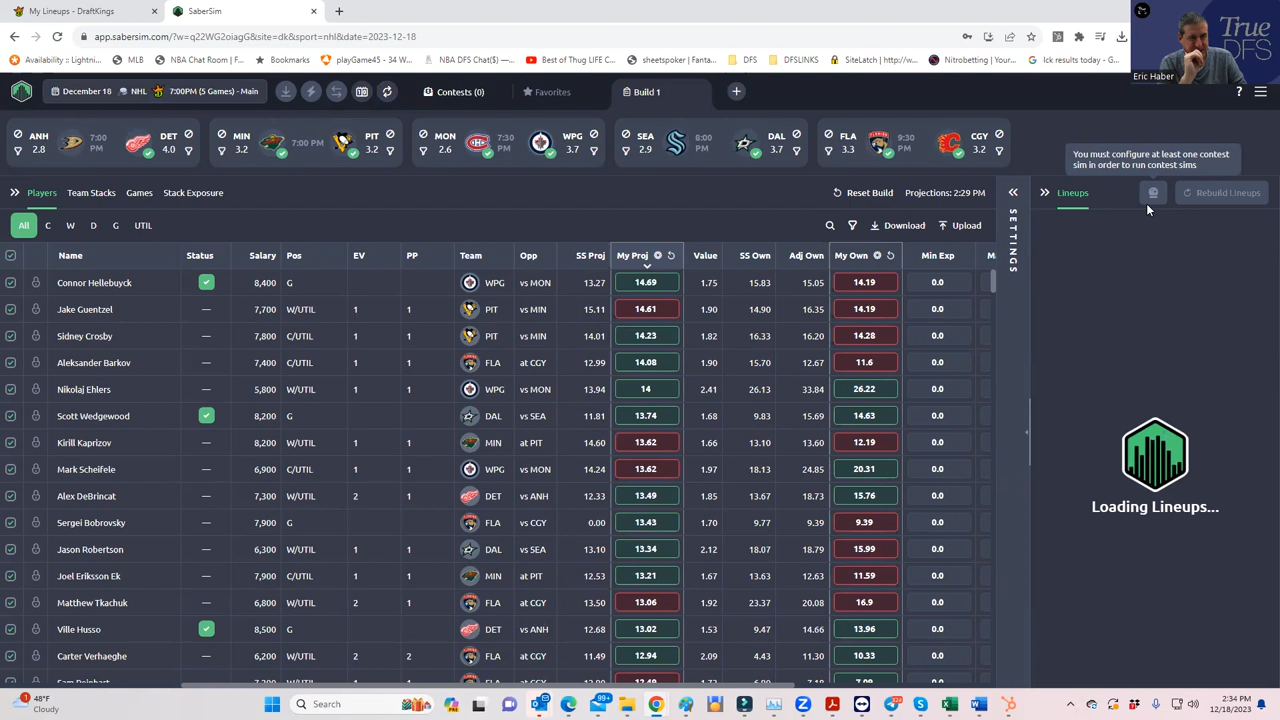 My Lineups - DraftKings
SaberSim
app.sabersim.com/?w=q22WG2oiagG&site=dk&sport=nhl&date=2023-12-18
Availability :: Lightni...
MLB
NBA Chat Room | F...
Bookmarks
playGame45 - 34 W...
NBA DFS Chat($) --...
Best of Thug LIFE C...
sheetspoker | Fanta...
DFS
DFSLINKS
SiteLatch | http://w...
Nitrobetting | Your...
Ick results today - G...
True
DFS
Eric Haber
December 18
NHL
7:00PM (5 Games) - Main
Contests (0)
Favorites
Build 1
ANH
2.8
7:00 PM
DET
4.0
MIN
3.2
7:00 PM
PIT
3.2
MON
2.6
7:30 PM
WPG
3.7
SEA
2.9
8:00 PM
DAL
3.7
FLA
3.3
9:30 PM
CGY
3.2
You must configure at least one contest
sim in order to run contest sims
Players
Team Stacks
Games
Stack Exposure
Reset Build
Projections: 2:29 PM
Lineups
Rebuild Lineups
All
C
W
D
G
UTIL
Download
Upload
SETTINGS
Name Status Salary Pos EV PP Team Opp SS Proj My Proj Value SS Own Adj Own My Own Min Exp
Connor Hellebuyck 8,400 G WPG vs MON 13.27 14.69 1.75 15.83 15.05 14.19 0.0
Jake Guentzel — 7,700 W/UTIL 1 1 PIT vs MIN 15.11 14.61 1.90 14.90 16.35 14.19 0.0
Sidney Crosby — 7,800 C/UTIL 1 1 PIT vs MIN 14.01 14.23 1.82 16.33 16.20 14.28 0.0
Aleksander Barkov — 7,400 C/UTIL 1 1 FLA at CGY 12.99 14.08 1.90 15.70 12.67 11.6 0.0
Nikolaj Ehlers — 5,800 W/UTIL 1 1 WPG vs MON 13.94 14 2.41 26.13 33.84 26.22 0.0
Scott Wedgewood 8,200 G DAL vs SEA 11.81 13.74 1.68 9.83 15.69 14.63 0.0
Kirill Kaprizov — 8,200 W/UTIL 1 1 MIN at PIT 14.60 13.62 1.66 13.10 13.60 12.19 0.0
Mark Scheifele — 6,900 C/UTIL 1 1 WPG vs MON 14.24 13.62 1.97 18.13 24.85 20.31 0.0
Alex DeBrincat — 7,300 W/UTIL 2 1 DET vs ANH 12.33 13.49 1.85 13.67 18.73 15.76 0.0
Sergei Bobrovsky — 7,900 G FLA vs CGY 0.00 13.43 1.70 9.77 9.39 9.39 0.0
Jason Robertson — 6,300 W/UTIL 1 1 DAL vs SEA 13.10 13.34 2.12 18.07 18.79 15.99 0.0
Joel Eriksson Ek — 7,900 C/UTIL 1 1 MIN at PIT 12.53 13.21 1.67 13.63 12.63 11.59 0.0
Matthew Tkachuk — 6,800 W/UTIL 2 1 FLA at CGY 13.50 13.06 1.92 23.37 20.08 16.9 0.0
Ville Husso 8,500 G DET vs ANH 12.68 13.02 1.53 9.47 14.66 13.96 0.0
Carter Verhaeghe — 6,200 W/UTIL 2 2 FLA at CGY 11.49 12.94 2.09 4.43 11.30 10.33 0.0
Loading Lineups...
48°F
Cloudy
Search
99+
2:34 PM
12/18/2023